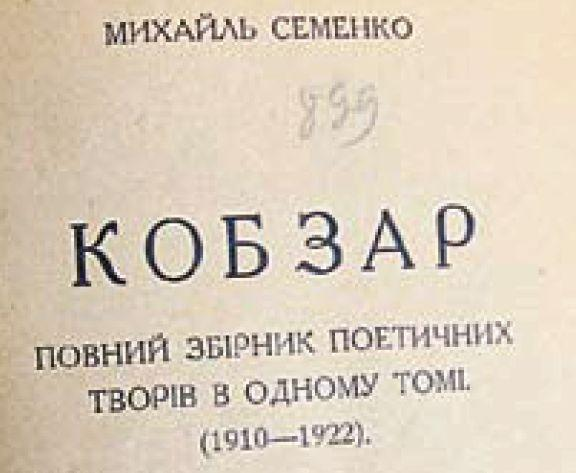 МИХАЙЛЬ СЕМЕНКО
899
КОБЗАР
ПОВНИЙ ЗБІРНИК ПОЕТИЧНИХ
ТВОРІВ В ОДНОМУ ТОМІ.
(1910—1922).